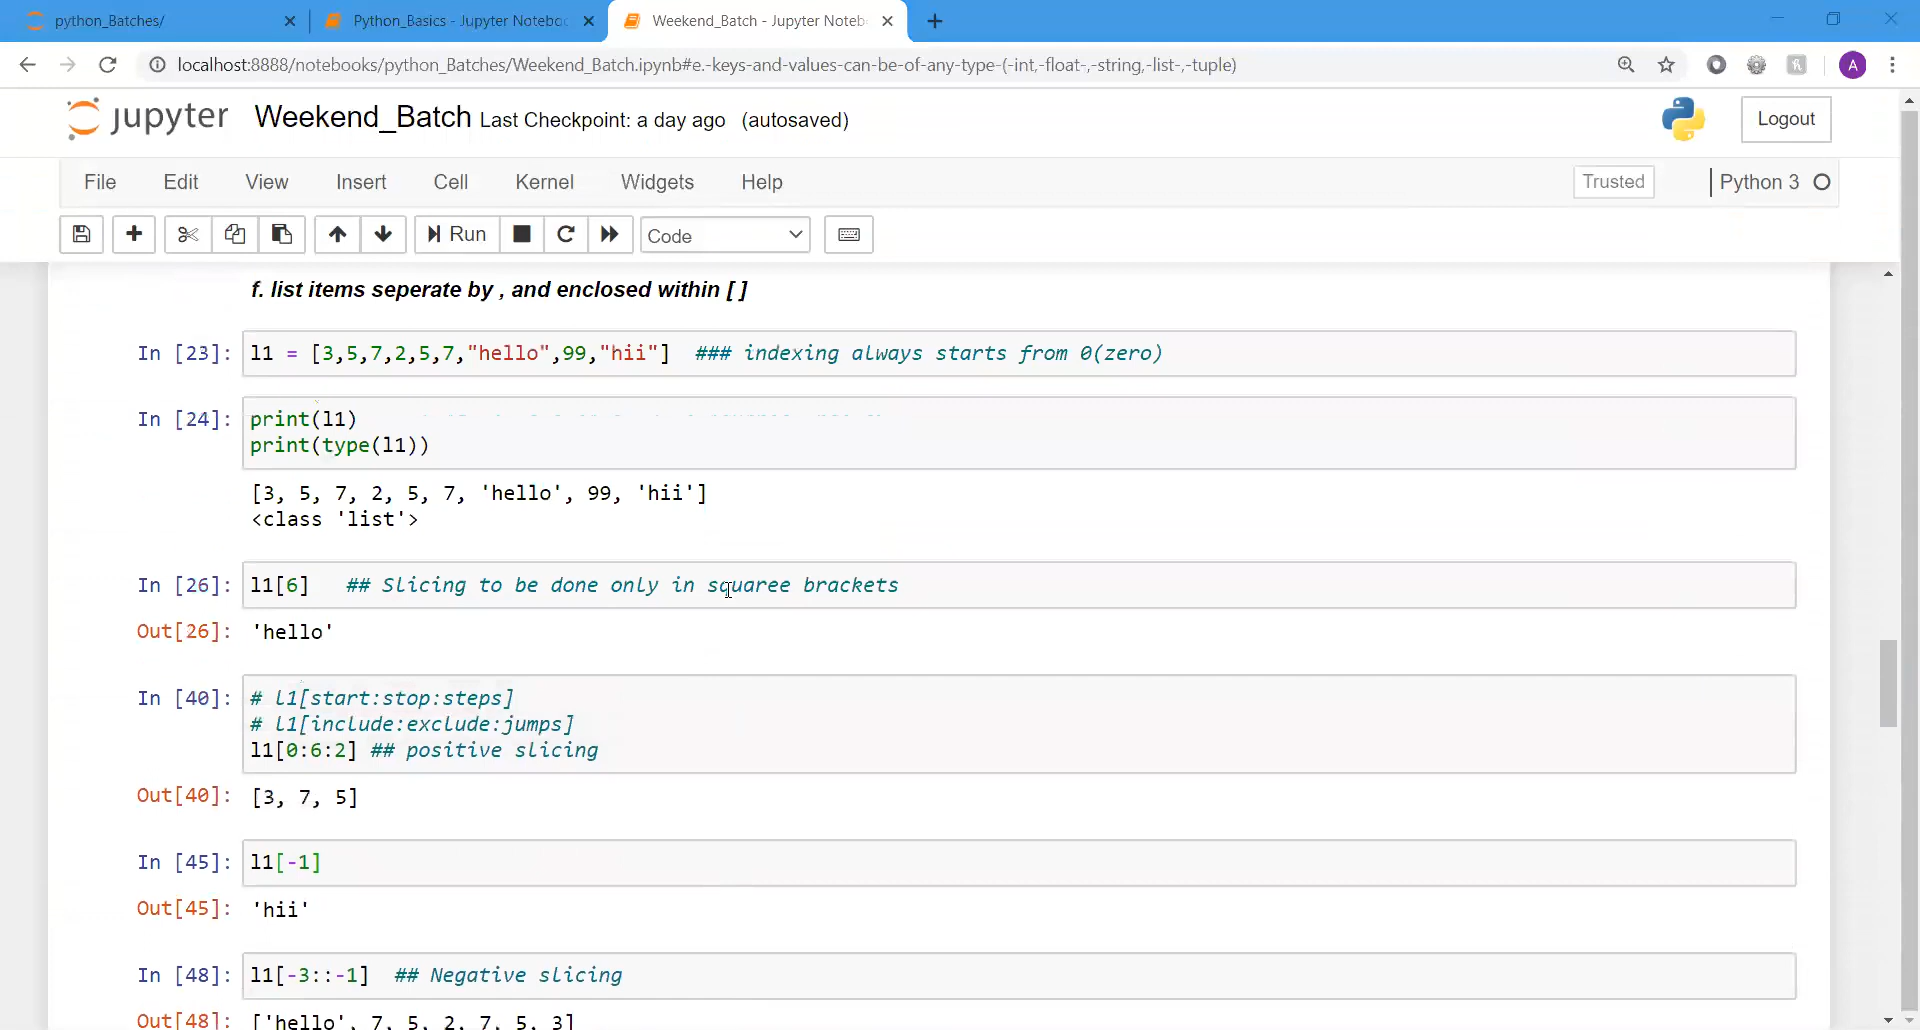 python_Batches/
Python_Basics - Jupyter Noteboo
Weekend_Batch - Jupyter Noteb
localhost:8888/notebooks/python_Batches/Weekend_Batch.ipynb#e.-keys-and-values-can-be-of-any-type-(-int,-float-,-string,-list-,-tuple)
A
jupyter Weekend_Batch Last Checkpoint: a day ago (autosaved)
Logout
File Edit View Insert Cell Kernel Widgets Help
Trusted
Python 3
Run
Code
f. list items seperate by , and enclosed within [ ]
In [23]: l1 = [3,5,7,2,5,7,"hello",99,"hii"] ### indexing always starts from 0(zero)
In [24]: print(l1)
print(type(l1))
[3, 5, 7, 2, 5, 7, 'hello', 99, 'hii']
<class 'list'>
In [26]: l1[6] ## Slicing to be done only in squaree brackets
Out[26]: 'hello'
In [40]: # l1[start:stop:steps]
# l1[include:exclude:jumps]
l1[0:6:2] ## positive slicing
Out[40]: [3, 7, 5]
In [45]: l1[-1]
Out[45]: 'hii'
In [48]: l1[-3::-1] ## Negative slicing
Out[48]: ['hello', 7, 5, 2, 7, 5, 3]